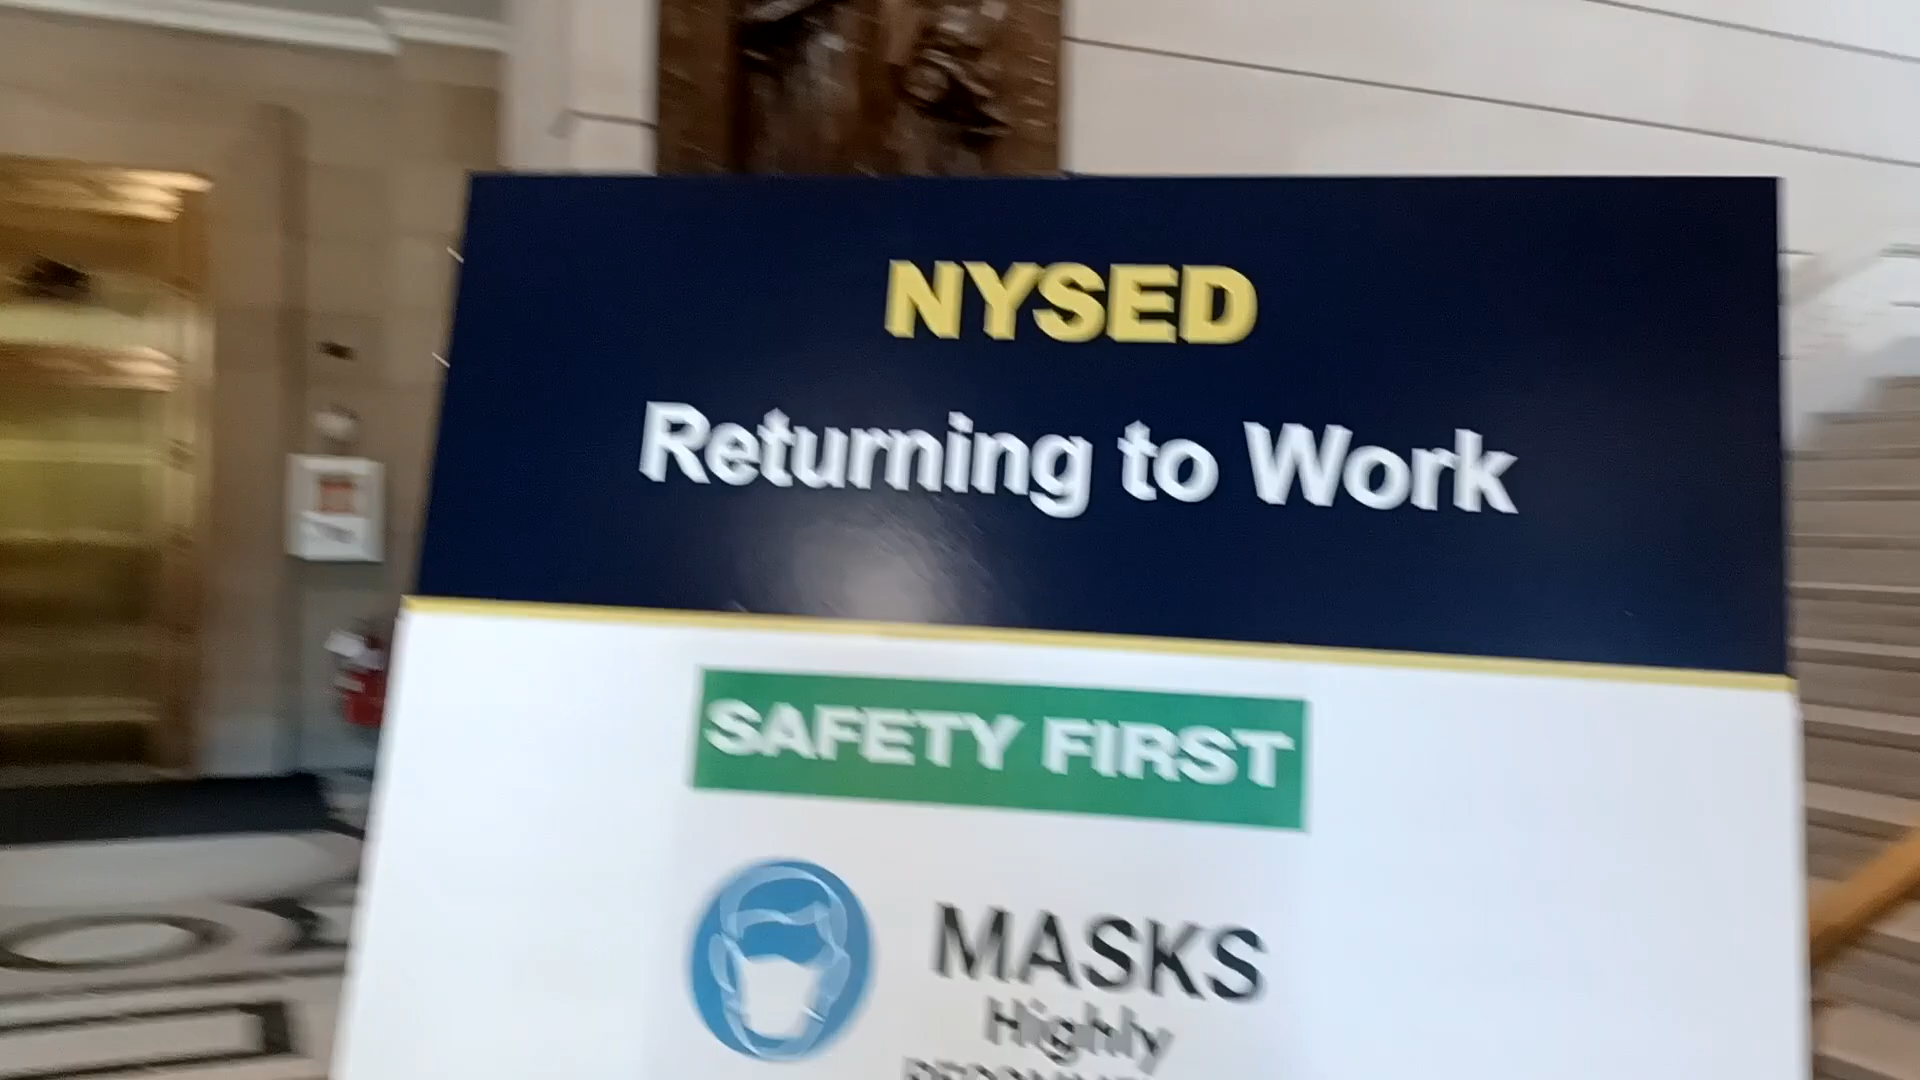 NYSED
Returning to Work
SAFETY FIRST
MASKS
Highly